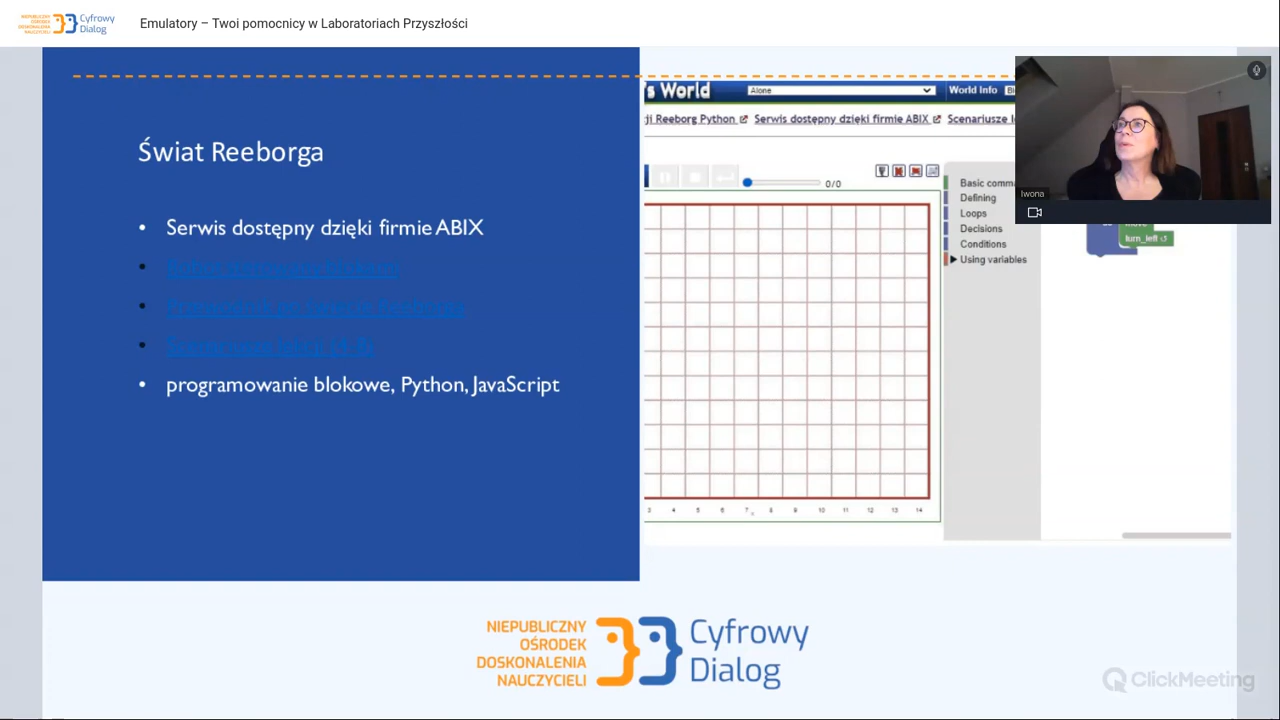 NIEPUBLICZNY
OŚRODEK
DOSKONALENIA
NAUCZYCIELI
Cyfrowy
Dialog
Emulatory – Twoi pomocnicy w Laboratoriach Przyszłości
Świat Reeborga
• Serwis dostępny dzięki firmie ABIX
• programowanie blokowe, Python, JavaScript
's World
Alone
World Info
ji Reeborg Python
Serwis dostępny dzięki firmie ABIX
Scenariusze
0/0
Basic comma
Defining
Loops
Decisions
Conditions
Using variables
move
turn_left
3 4 5 6 7 8 9 10 11 12 13 14
Iwona
NIEPUBLICZNY
OŚRODEK
DOSKONALENIA
NAUCZYCIELI
Cyfrowy
Dialog
ClickMeeting